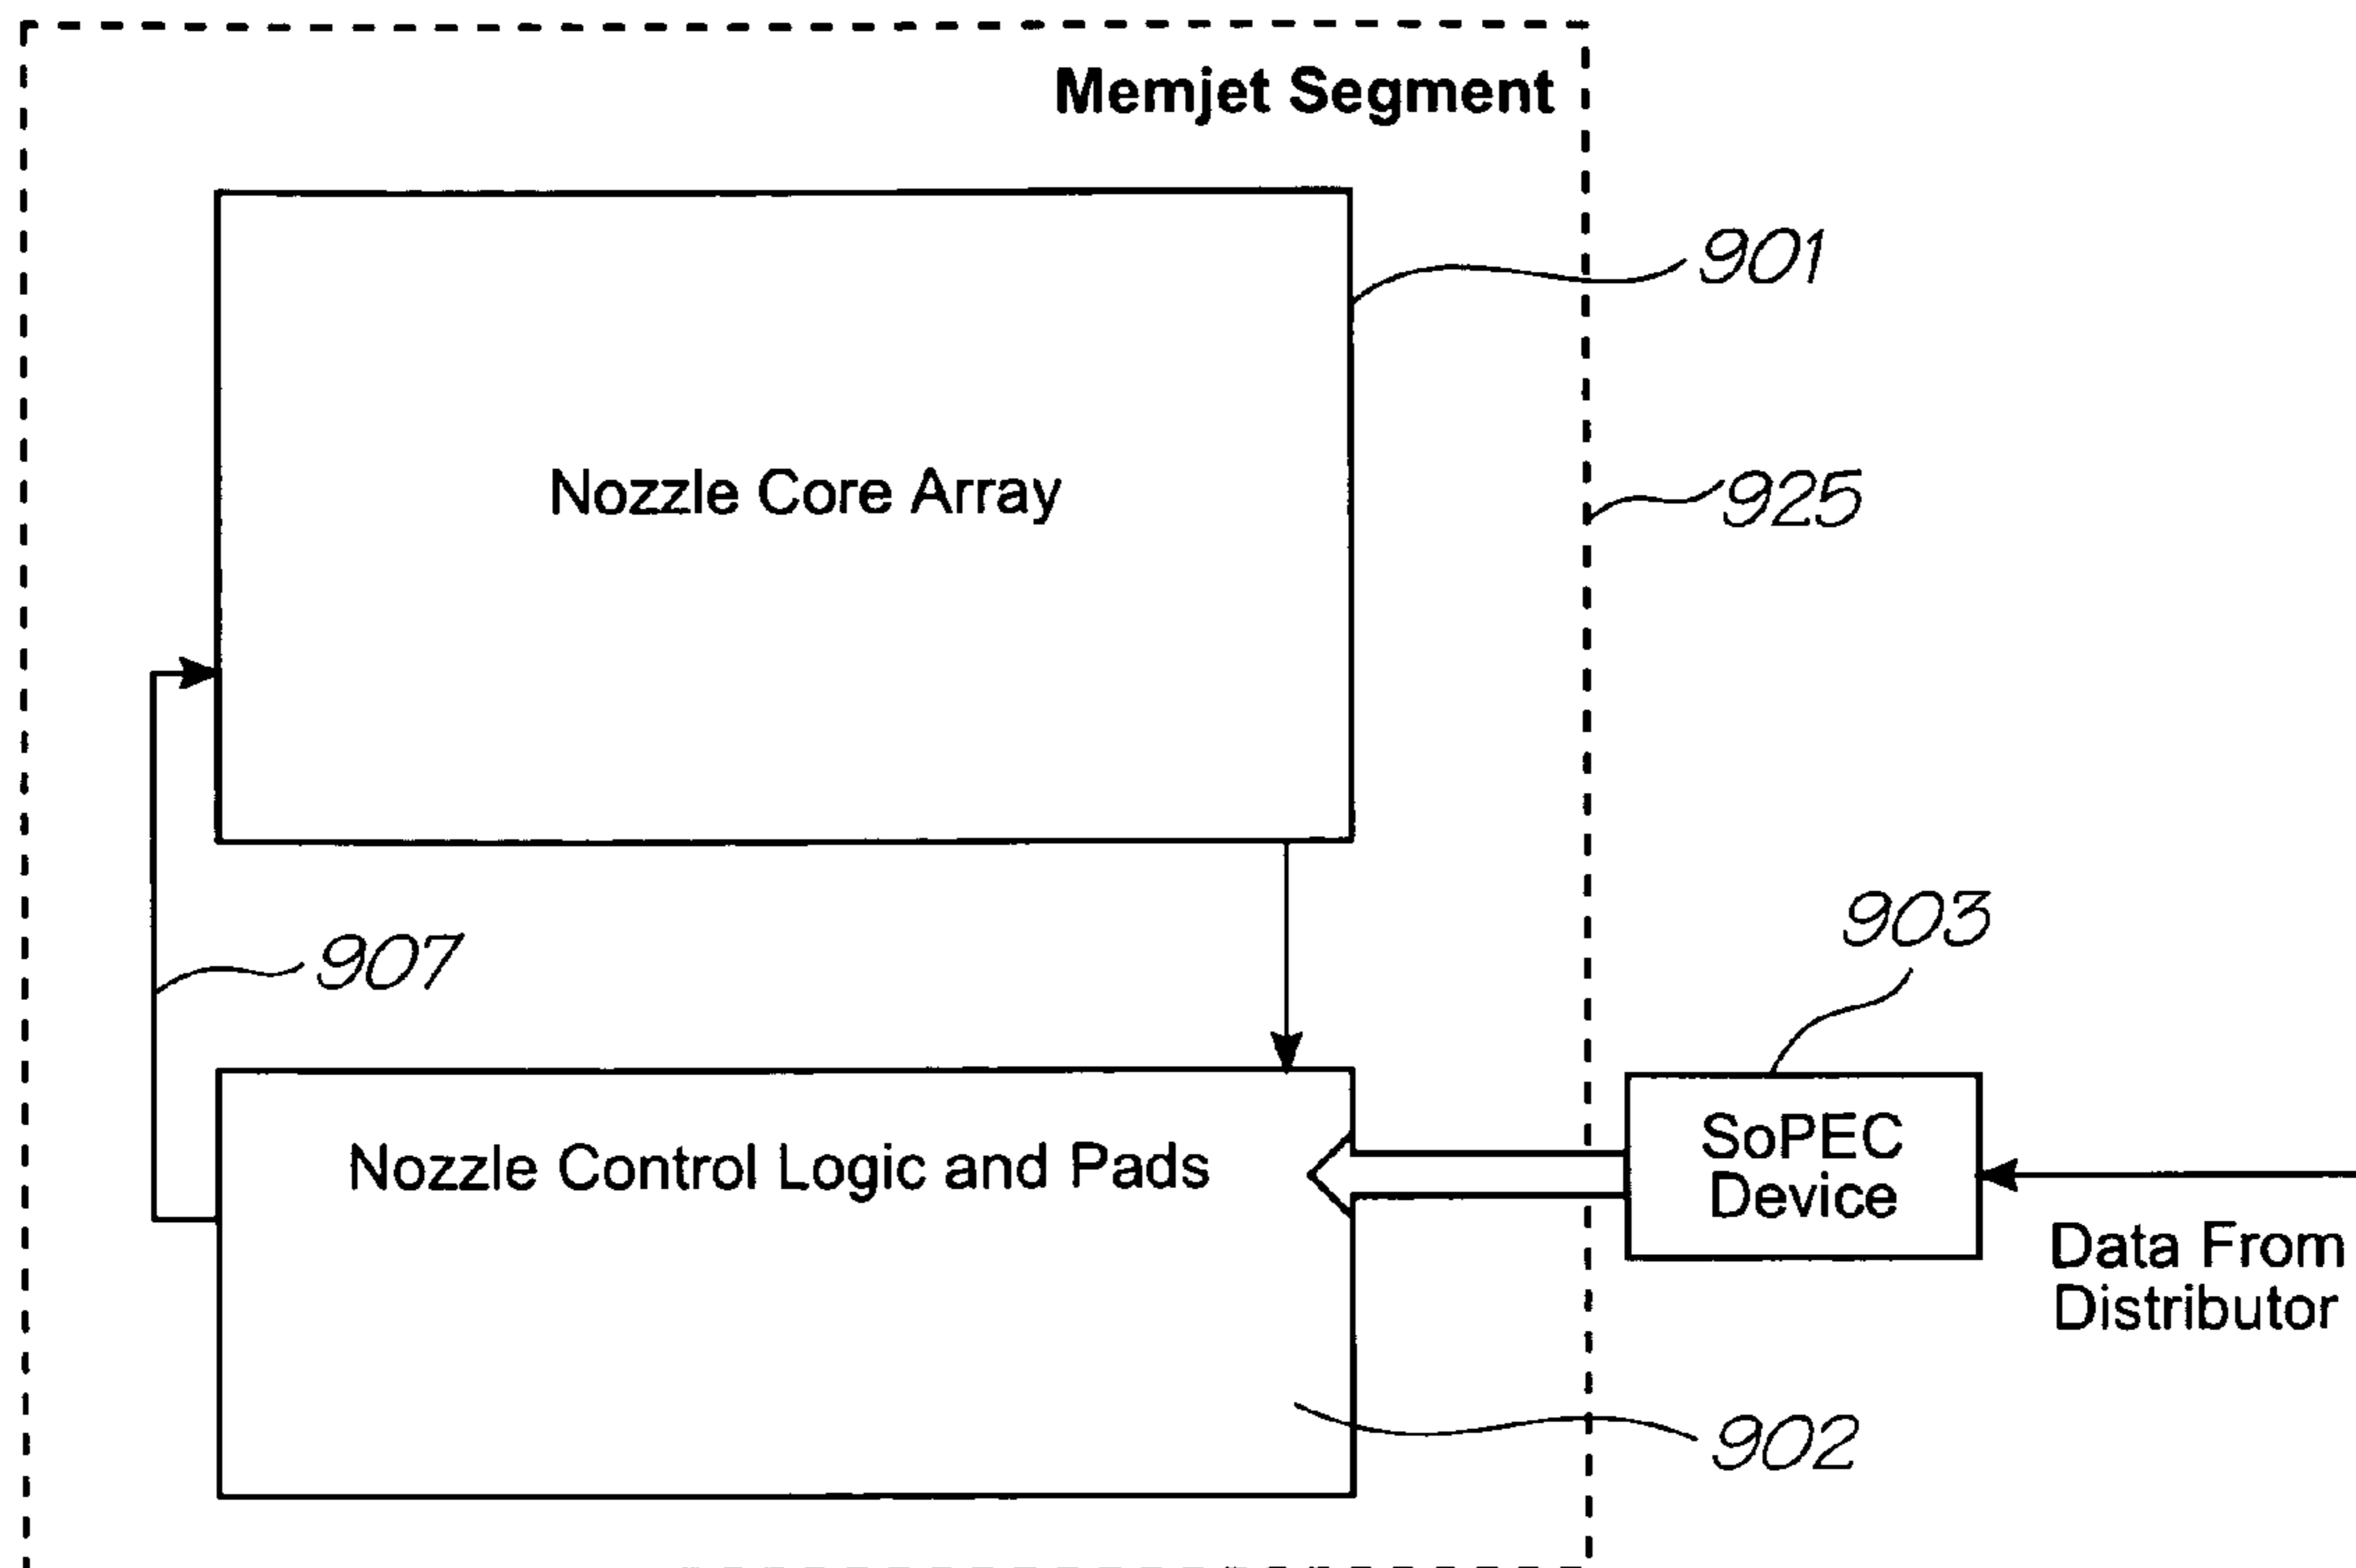 Memjet Segment
901
Nozzle Core Array
925
903
907
Nozzle Control Logic and Pads
SoPEC
Device
Data From
Distributor
902